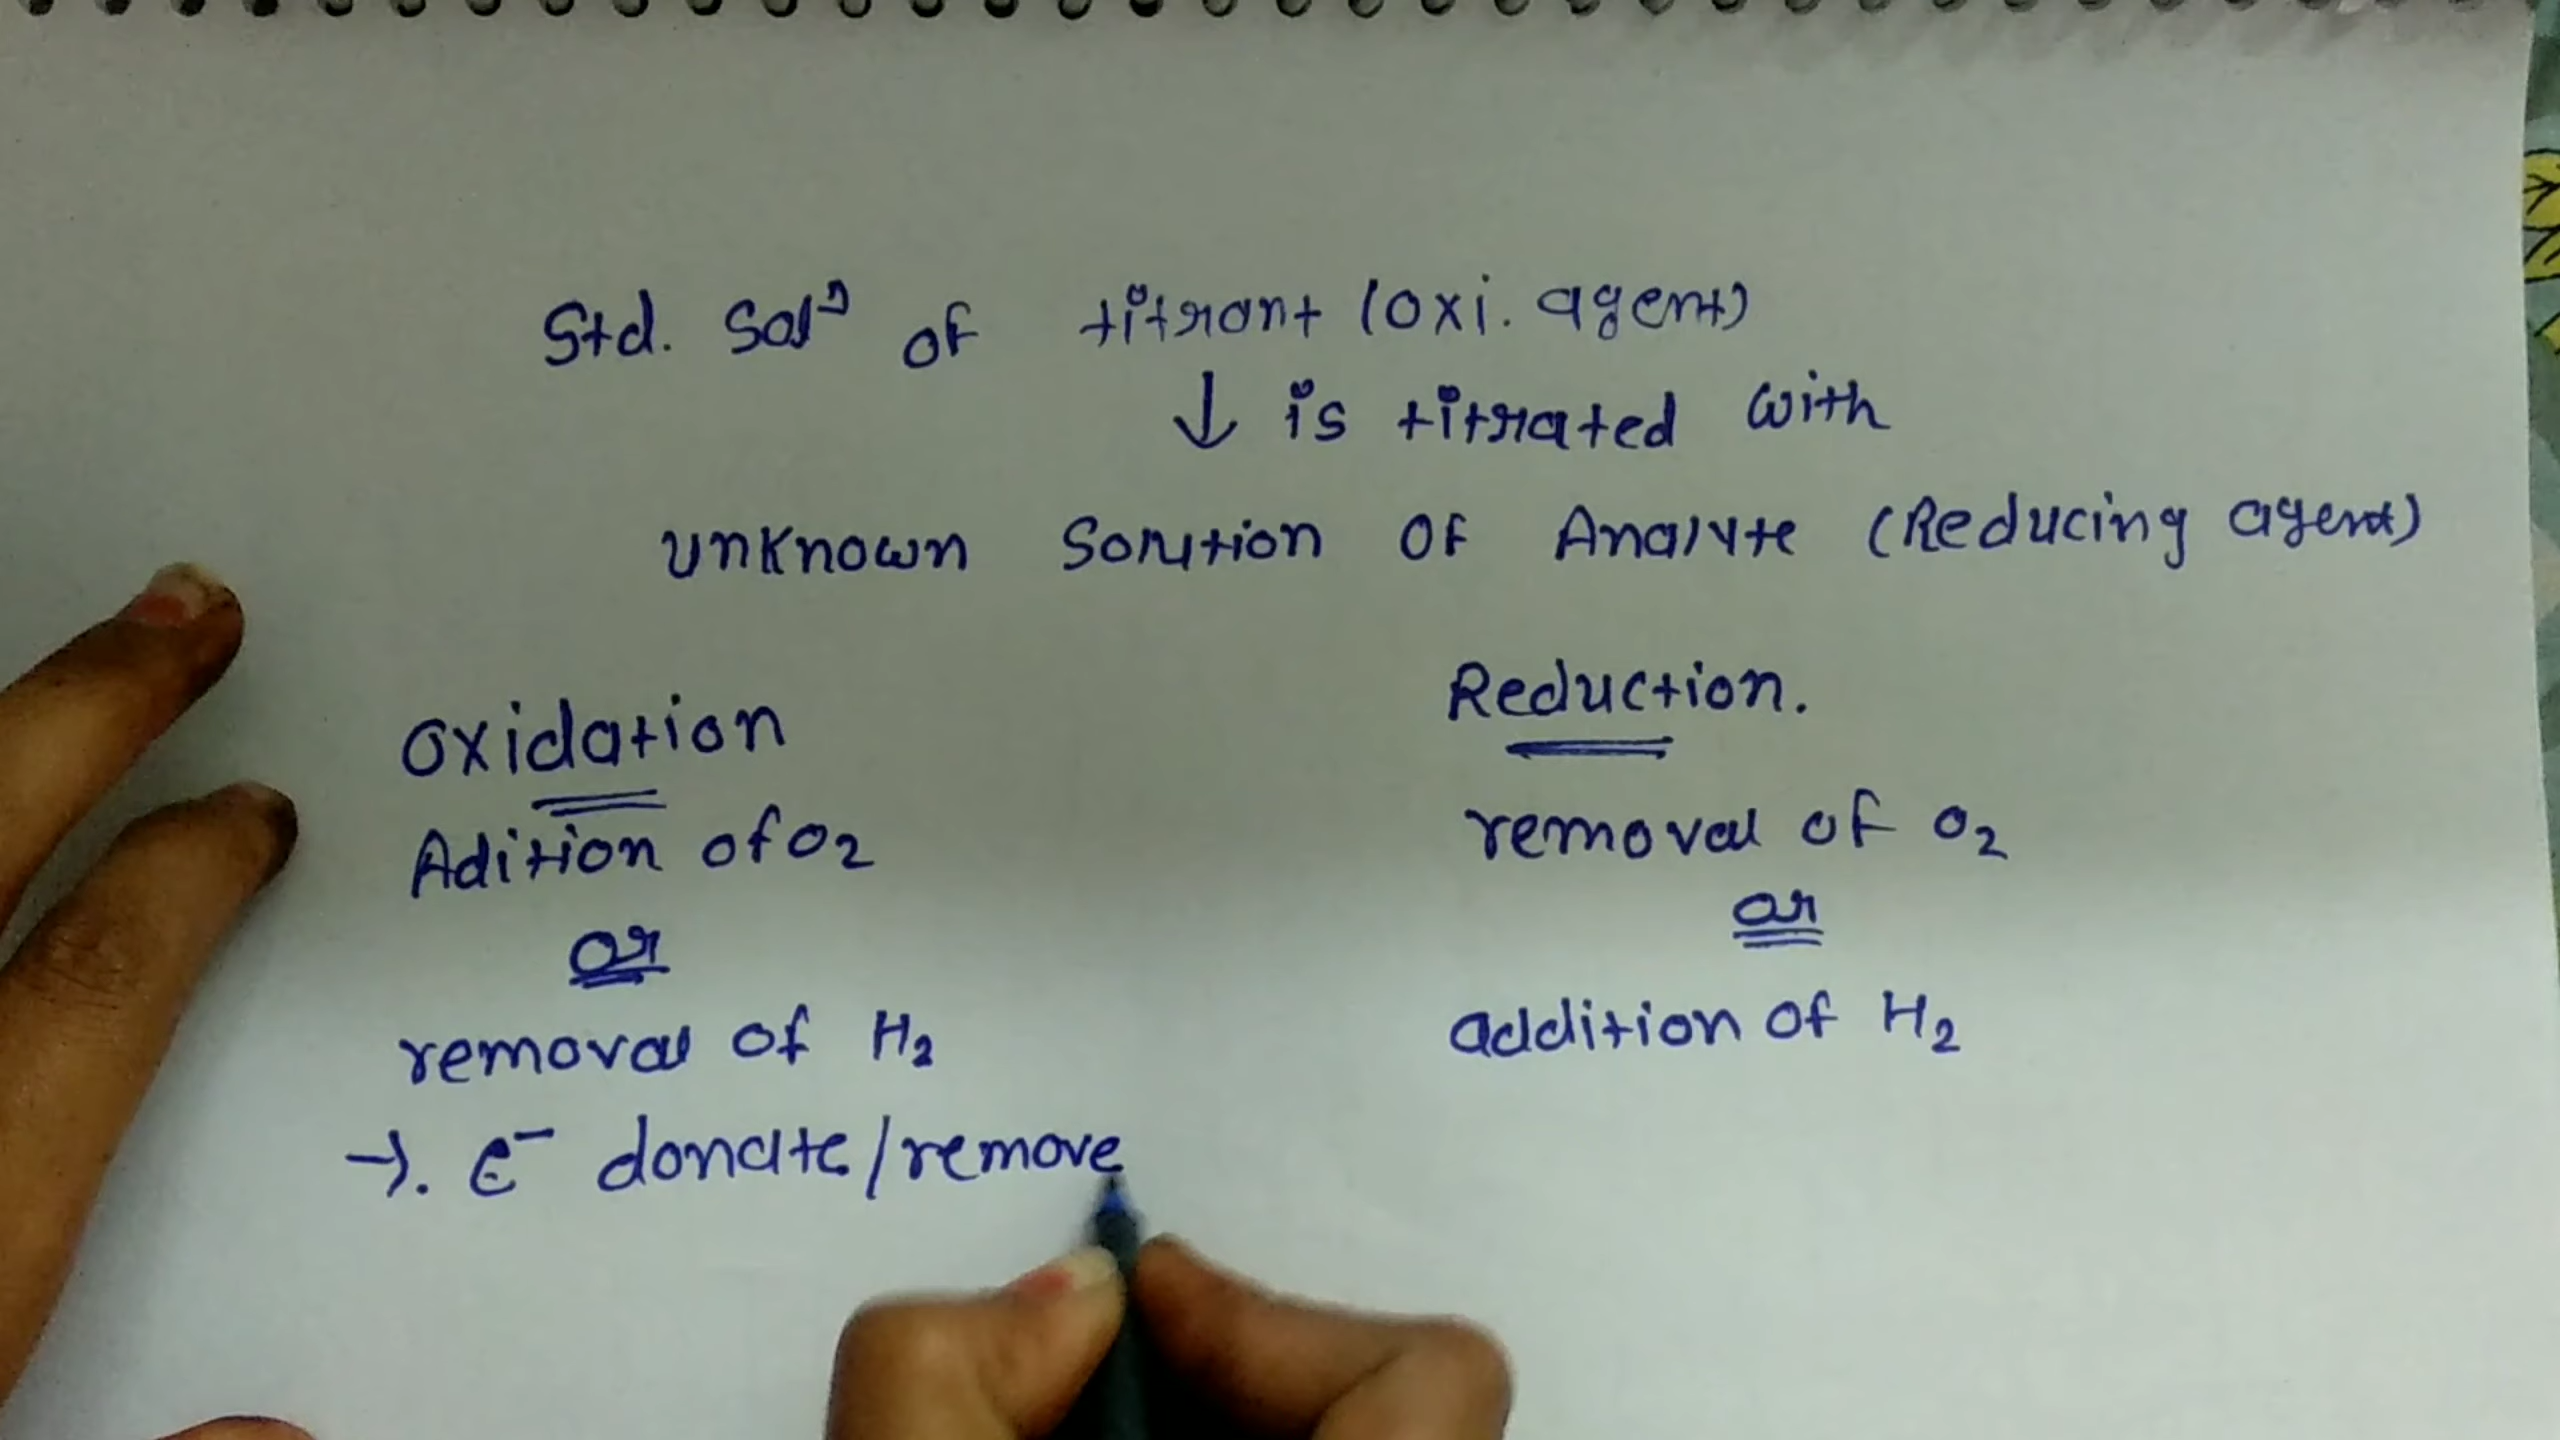 Std. Solⁿ of titrant (oxi. agent)
↓ is titrated with
unknown Solution OF Analyte (Reducing agent)
Oxidation
Adition of O2
or
removal of H2
→. e⁻ donate/remove
Reduction.
removal of O2
or
addition of H2